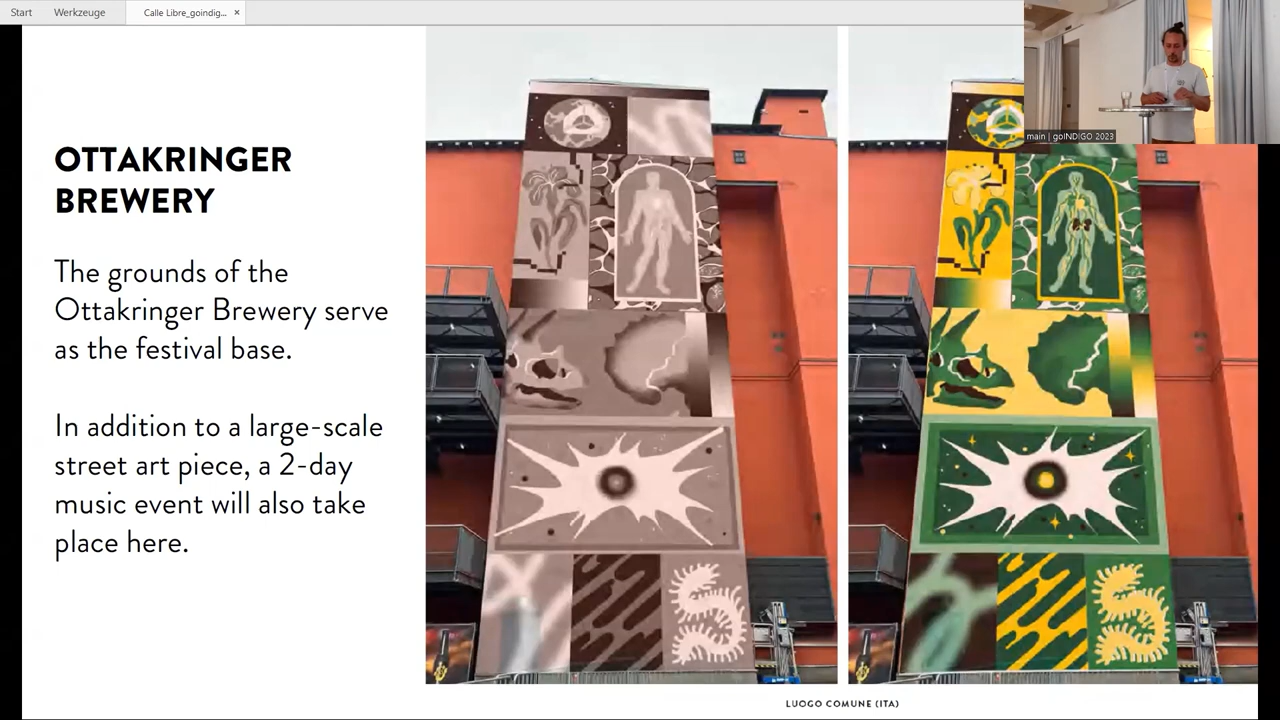 Start
Werkzeuge
Calle Libre_goindig... ×
main | goINDIGO 2023
OTTAKRINGER
BREWERY
The grounds of the
Ottakringer Brewery serve
as the festival base.
In addition to a large-scale
street art piece, a 2-day
music event will also take
place here.
LUOGO COMUNE (ITA)